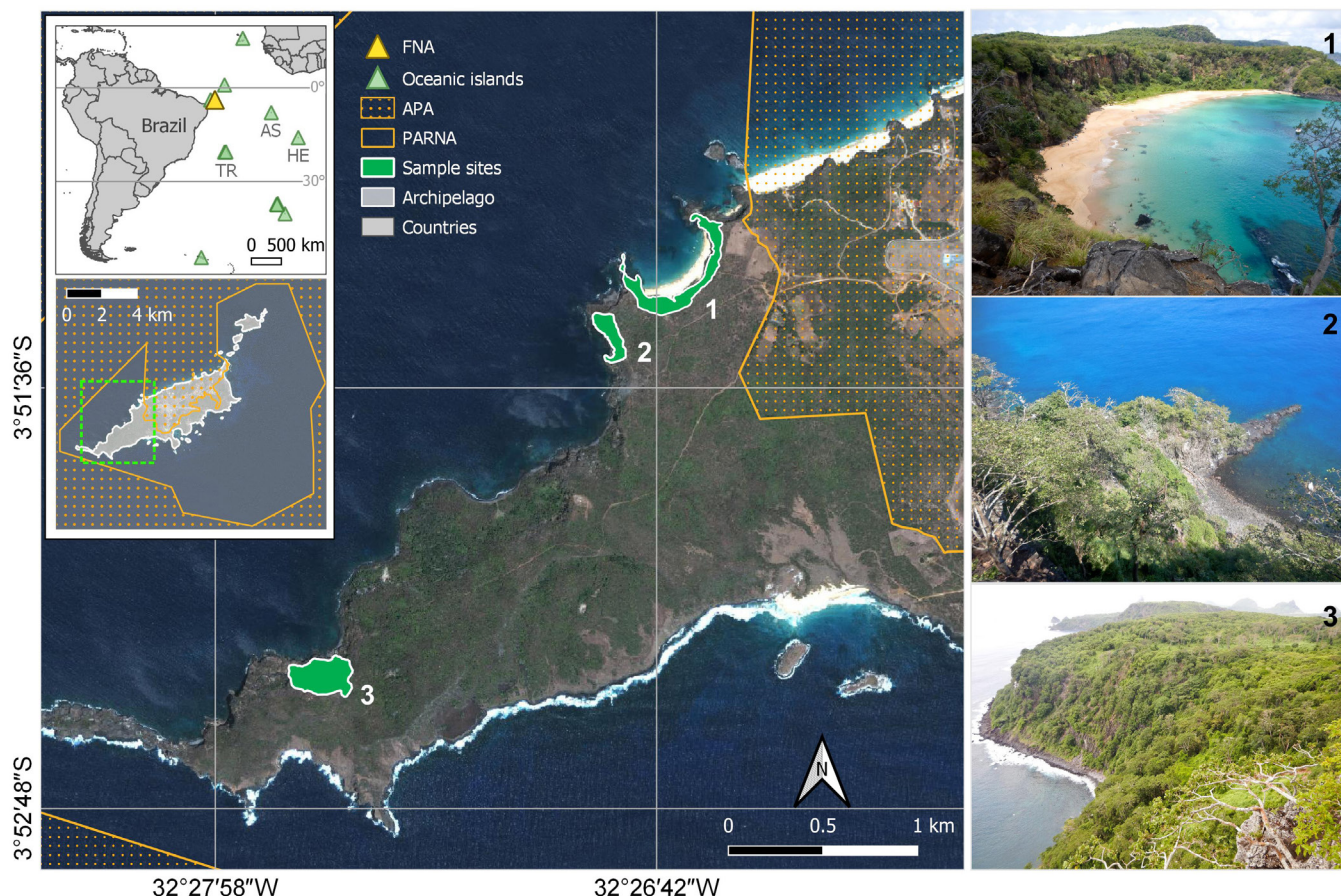 Brazil
0°
AS
HE
TR
30°
0 500 km
0 2 4 km
FNA
Oceanic islands
APA
PARNA
Sample sites
Archipelago
Countries
1
2
3
N
0 0.5 1 km
3°51'36"S
3°52'48"S
32°27'58"W
32°26'42"W
1
2
3